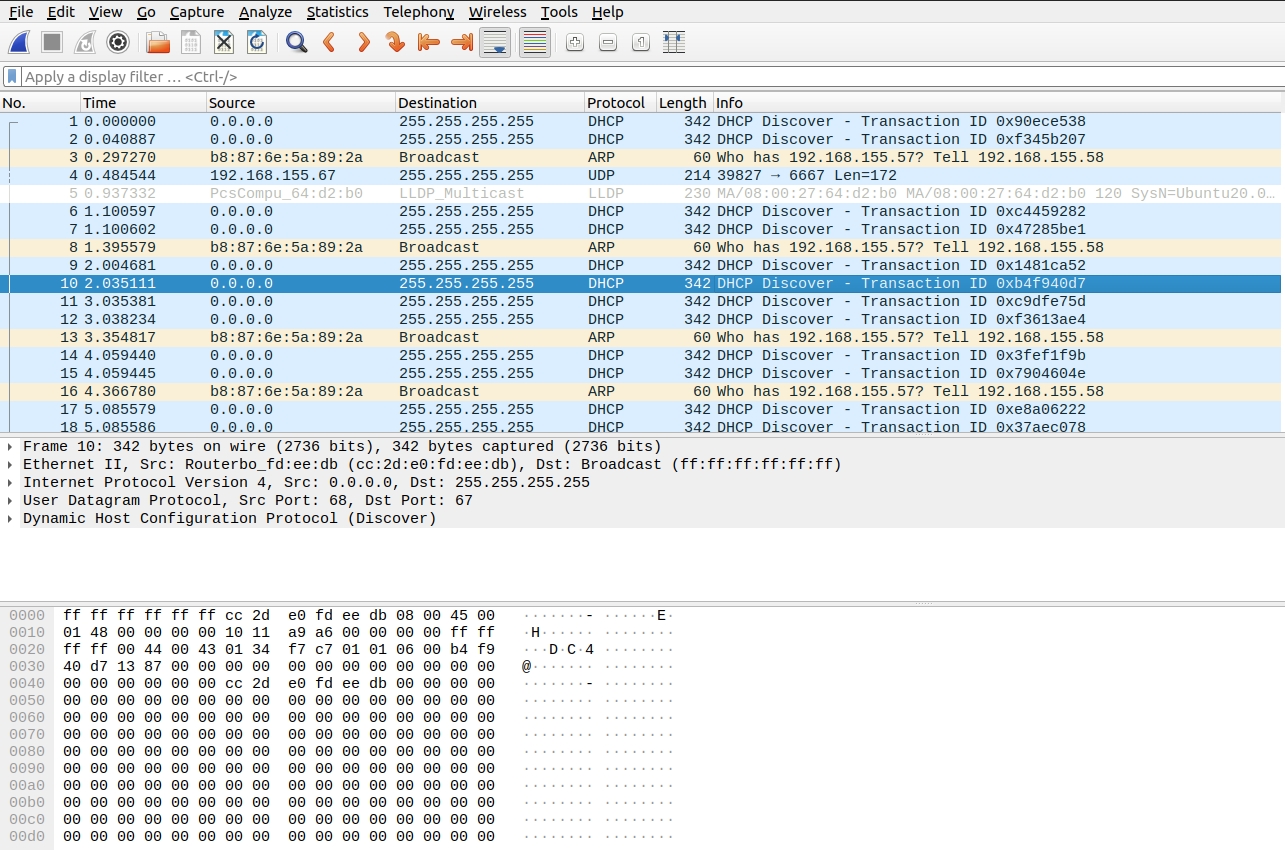 File Edit View Go Capture Analyze Statistics Telephony Wireless Tools Help
Apply a display filter … <Ctrl-/>
No. Time Source Destination Protocol Length Info
1 0.000000 0.0.0.0 255.255.255.255 DHCP 342 DHCP Discover - Transaction ID 0x90ece538
2 0.040887 0.0.0.0 255.255.255.255 DHCP 342 DHCP Discover - Transaction ID 0xf345b207
3 0.297270 b8:87:6e:5a:89:2a Broadcast ARP 60 Who has 192.168.155.57? Tell 192.168.155.58
4 0.484544 192.168.155.67 UDP 214 39827 → 6667 Len=172
5 0.937332 PcsCompu_64:d2:b0 LLDP_Multicast LLDP 230 MA/08:00:27:64:d2:b0 MA/08:00:27:64:d2:b0 120 SysN=Ubuntu20.0…
6 1.100597 0.0.0.0 255.255.255.255 DHCP 342 DHCP Discover - Transaction ID 0xc4459282
7 1.100602 0.0.0.0 255.255.255.255 DHCP 342 DHCP Discover - Transaction ID 0x47285be1
8 1.395579 b8:87:6e:5a:89:2a Broadcast ARP 60 Who has 192.168.155.57? Tell 192.168.155.58
9 2.004681 0.0.0.0 255.255.255.255 DHCP 342 DHCP Discover - Transaction ID 0x1481ca52
10 2.035111 0.0.0.0 255.255.255.255 DHCP 342 DHCP Discover - Transaction ID 0xb4f940d7
11 3.035381 0.0.0.0 255.255.255.255 DHCP 342 DHCP Discover - Transaction ID 0xc9dfe75d
12 3.038234 0.0.0.0 255.255.255.255 DHCP 342 DHCP Discover - Transaction ID 0xf3613ae4
13 3.354817 b8:87:6e:5a:89:2a Broadcast ARP 60 Who has 192.168.155.57? Tell 192.168.155.58
14 4.059440 0.0.0.0 255.255.255.255 DHCP 342 DHCP Discover - Transaction ID 0x3fef1f9b
15 4.059445 0.0.0.0 255.255.255.255 DHCP 342 DHCP Discover - Transaction ID 0x7904604e
16 4.366780 b8:87:6e:5a:89:2a Broadcast ARP 60 Who has 192.168.155.57? Tell 192.168.155.58
17 5.085579 0.0.0.0 255.255.255.255 DHCP 342 DHCP Discover - Transaction ID 0xe8a06222
18 5.085586 0.0.0.0 255.255.255.255 DHCP 342 DHCP Discover - Transaction ID 0x37aec078
Frame 10: 342 bytes on wire (2736 bits), 342 bytes captured (2736 bits)
Ethernet II, Src: Routerbo_fd:ee:db (cc:2d:e0:fd:ee:db), Dst: Broadcast (ff:ff:ff:ff:ff:ff)
Internet Protocol Version 4, Src: 0.0.0.0, Dst: 255.255.255.255
User Datagram Protocol, Src Port: 68, Dst Port: 67
Dynamic Host Configuration Protocol (Discover)
0000 ff ff ff ff ff ff cc 2d e0 fd ee db 08 00 45 00 ·······- ······E·
0010 01 48 00 00 00 00 10 11 a9 a6 00 00 00 00 ff ff ·H······ ········
0020 ff ff 00 44 00 43 01 34 f7 c7 01 01 06 00 b4 f9 ···D·C·4 ········
0030 40 d7 13 87 00 00 00 00 00 00 00 00 00 00 00 00 @······· ········
0040 00 00 00 00 00 00 cc 2d e0 fd ee db 00 00 00 00 ·······- ········
0050 00 00 00 00 00 00 00 00 00 00 00 00 00 00 00 00 ········ ········
0060 00 00 00 00 00 00 00 00 00 00 00 00 00 00 00 00 ········ ········
0070 00 00 00 00 00 00 00 00 00 00 00 00 00 00 00 00 ········ ········
0080 00 00 00 00 00 00 00 00 00 00 00 00 00 00 00 00 ········ ········
0090 00 00 00 00 00 00 00 00 00 00 00 00 00 00 00 00 ········ ········
00a0 00 00 00 00 00 00 00 00 00 00 00 00 00 00 00 00 ········ ········
00b0 00 00 00 00 00 00 00 00 00 00 00 00 00 00 00 00 ········ ········
00c0 00 00 00 00 00 00 00 00 00 00 00 00 00 00 00 00 ········ ········
00d0 00 00 00 00 00 00 00 00 00 00 00 00 00 00 00 00 ········ ········